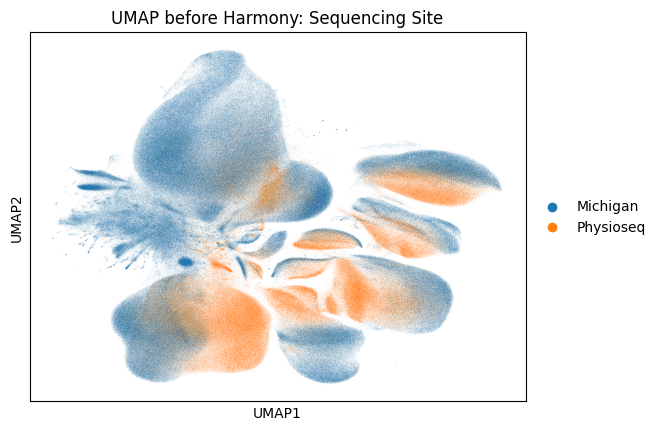 UMAP before Harmony: Sequencing Site
UMAP2
Michigan
Physioseq
UMAP1